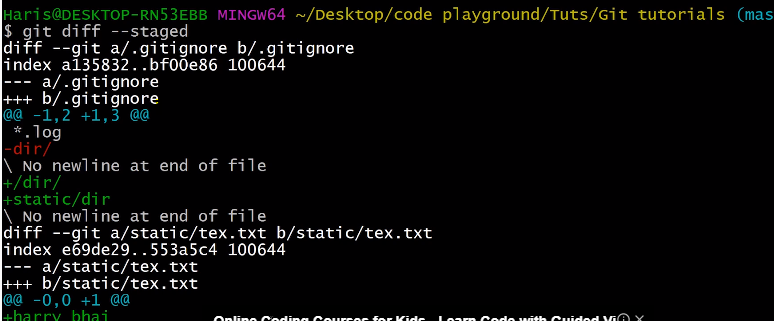 Haris@DESKTOP-RN53EBB MINGW64 ~/Desktop/code playground/Tuts/Git tutorials (mas
$ git diff --staged
diff --git a/.gitignore b/.gitignore
index a135832..bf00e86 100644
--- a/.gitignore
+++ b/.gitignore
@@ -1,2 +1,3 @@
 *.log
-dir/
\ No newline at end of file
+/dir/
+static/dir
\ No newline at end of file
diff --git a/static/tex.txt b/static/tex.txt
index e69de29..553a5c4 100644
--- a/static/tex.txt
+++ b/static/tex.txt
@@ -0,0 +1 @@
+harry bhai
Online Coding Courses for Kids - Learn Code with Guided Vi